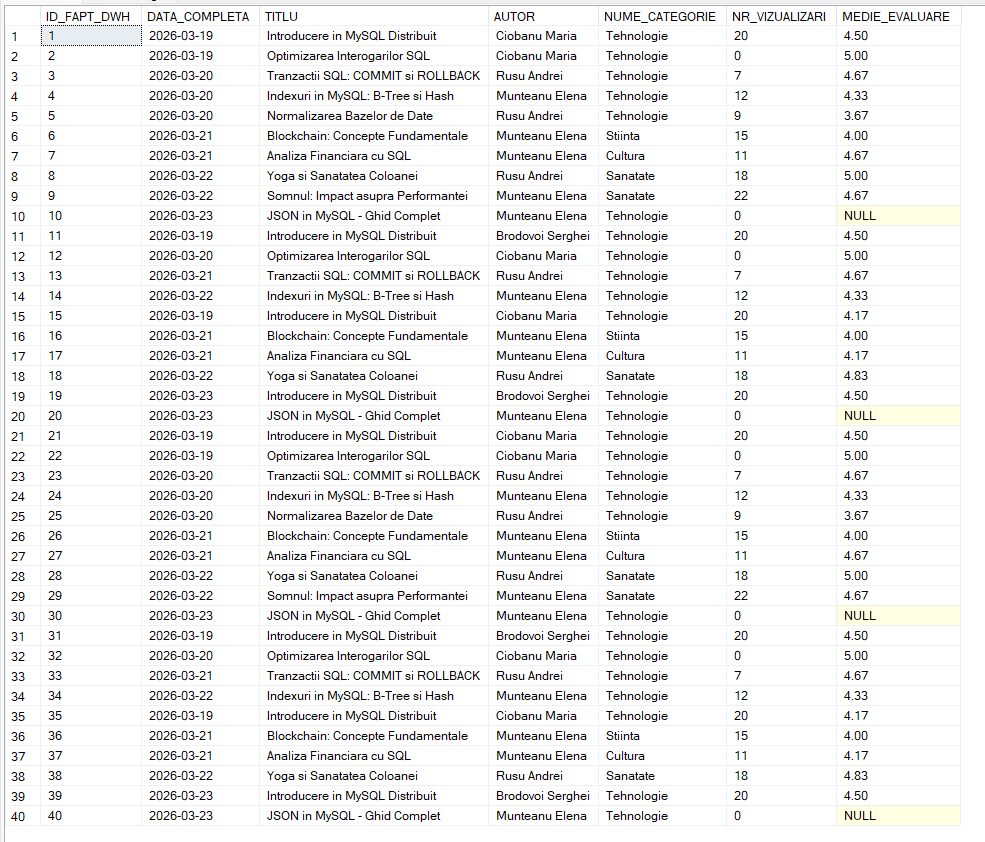 ID_FAPT_DWH DATA_COMPLETA TITLU AUTOR NUME_CATEGORIE NR_VIZUALIZARI MEDIE_EVALUARE
1 1 2026-03-19 Introducere in MySQL Distribuit Ciobanu Maria Tehnologie 20 4.50
2 2 2026-03-19 Optimizarea Interogarilor SQL Ciobanu Maria Tehnologie 0 5.00
3 3 2026-03-20 Tranzactii SQL: COMMIT si ROLLBACK Rusu Andrei Tehnologie 7 4.67
4 4 2026-03-20 Indexuri in MySQL: B-Tree si Hash Munteanu Elena Tehnologie 12 4.33
5 5 2026-03-20 Normalizarea Bazelor de Date Rusu Andrei Tehnologie 9 3.67
6 6 2026-03-21 Blockchain: Concepte Fundamentale Munteanu Elena Stiinta 15 4.00
7 7 2026-03-21 Analiza Financiara cu SQL Munteanu Elena Cultura 11 4.67
8 8 2026-03-22 Yoga si Sanatatea Coloanei Rusu Andrei Sanatate 18 5.00
9 9 2026-03-22 Somnul: Impact asupra Performantei Munteanu Elena Sanatate 22 4.67
10 10 2026-03-23 JSON in MySQL - Ghid Complet Munteanu Elena Tehnologie 0 NULL
11 11 2026-03-19 Introducere in MySQL Distribuit Brodovoi Serghei Tehnologie 20 4.50
12 12 2026-03-20 Optimizarea Interogarilor SQL Ciobanu Maria Tehnologie 0 5.00
13 13 2026-03-21 Tranzactii SQL: COMMIT si ROLLBACK Rusu Andrei Tehnologie 7 4.67
14 14 2026-03-22 Indexuri in MySQL: B-Tree si Hash Munteanu Elena Tehnologie 12 4.33
15 15 2026-03-19 Introducere in MySQL Distribuit Ciobanu Maria Tehnologie 20 4.17
16 16 2026-03-21 Blockchain: Concepte Fundamentale Munteanu Elena Stiinta 15 4.00
17 17 2026-03-21 Analiza Financiara cu SQL Munteanu Elena Cultura 11 4.17
18 18 2026-03-22 Yoga si Sanatatea Coloanei Rusu Andrei Sanatate 18 4.83
19 19 2026-03-23 Introducere in MySQL Distribuit Brodovoi Serghei Tehnologie 20 4.50
20 20 2026-03-23 JSON in MySQL - Ghid Complet Munteanu Elena Tehnologie 0 NULL
21 21 2026-03-19 Introducere in MySQL Distribuit Ciobanu Maria Tehnologie 20 4.50
22 22 2026-03-19 Optimizarea Interogarilor SQL Ciobanu Maria Tehnologie 0 5.00
23 23 2026-03-20 Tranzactii SQL: COMMIT si ROLLBACK Rusu Andrei Tehnologie 7 4.67
24 24 2026-03-20 Indexuri in MySQL: B-Tree si Hash Munteanu Elena Tehnologie 12 4.33
25 25 2026-03-20 Normalizarea Bazelor de Date Rusu Andrei Tehnologie 9 3.67
26 26 2026-03-21 Blockchain: Concepte Fundamentale Munteanu Elena Stiinta 15 4.00
27 27 2026-03-21 Analiza Financiara cu SQL Munteanu Elena Cultura 11 4.67
28 28 2026-03-22 Yoga si Sanatatea Coloanei Rusu Andrei Sanatate 18 5.00
29 29 2026-03-22 Somnul: Impact asupra Performantei Munteanu Elena Sanatate 22 4.67
30 30 2026-03-23 JSON in MySQL - Ghid Complet Munteanu Elena Tehnologie 0 NULL
31 31 2026-03-19 Introducere in MySQL Distribuit Brodovoi Serghei Tehnologie 20 4.50
32 32 2026-03-20 Optimizarea Interogarilor SQL Ciobanu Maria Tehnologie 0 5.00
33 33 2026-03-21 Tranzactii SQL: COMMIT si ROLLBACK Rusu Andrei Tehnologie 7 4.67
34 34 2026-03-22 Indexuri in MySQL: B-Tree si Hash Munteanu Elena Tehnologie 12 4.33
35 35 2026-03-19 Introducere in MySQL Distribuit Ciobanu Maria Tehnologie 20 4.17
36 36 2026-03-21 Blockchain: Concepte Fundamentale Munteanu Elena Stiinta 15 4.00
37 37 2026-03-21 Analiza Financiara cu SQL Munteanu Elena Cultura 11 4.17
38 38 2026-03-22 Yoga si Sanatatea Coloanei Rusu Andrei Sanatate 18 4.83
39 39 2026-03-23 Introducere in MySQL Distribuit Brodovoi Serghei Tehnologie 20 4.50
40 40 2026-03-23 JSON in MySQL - Ghid Complet Munteanu Elena Tehnologie 0 NULL